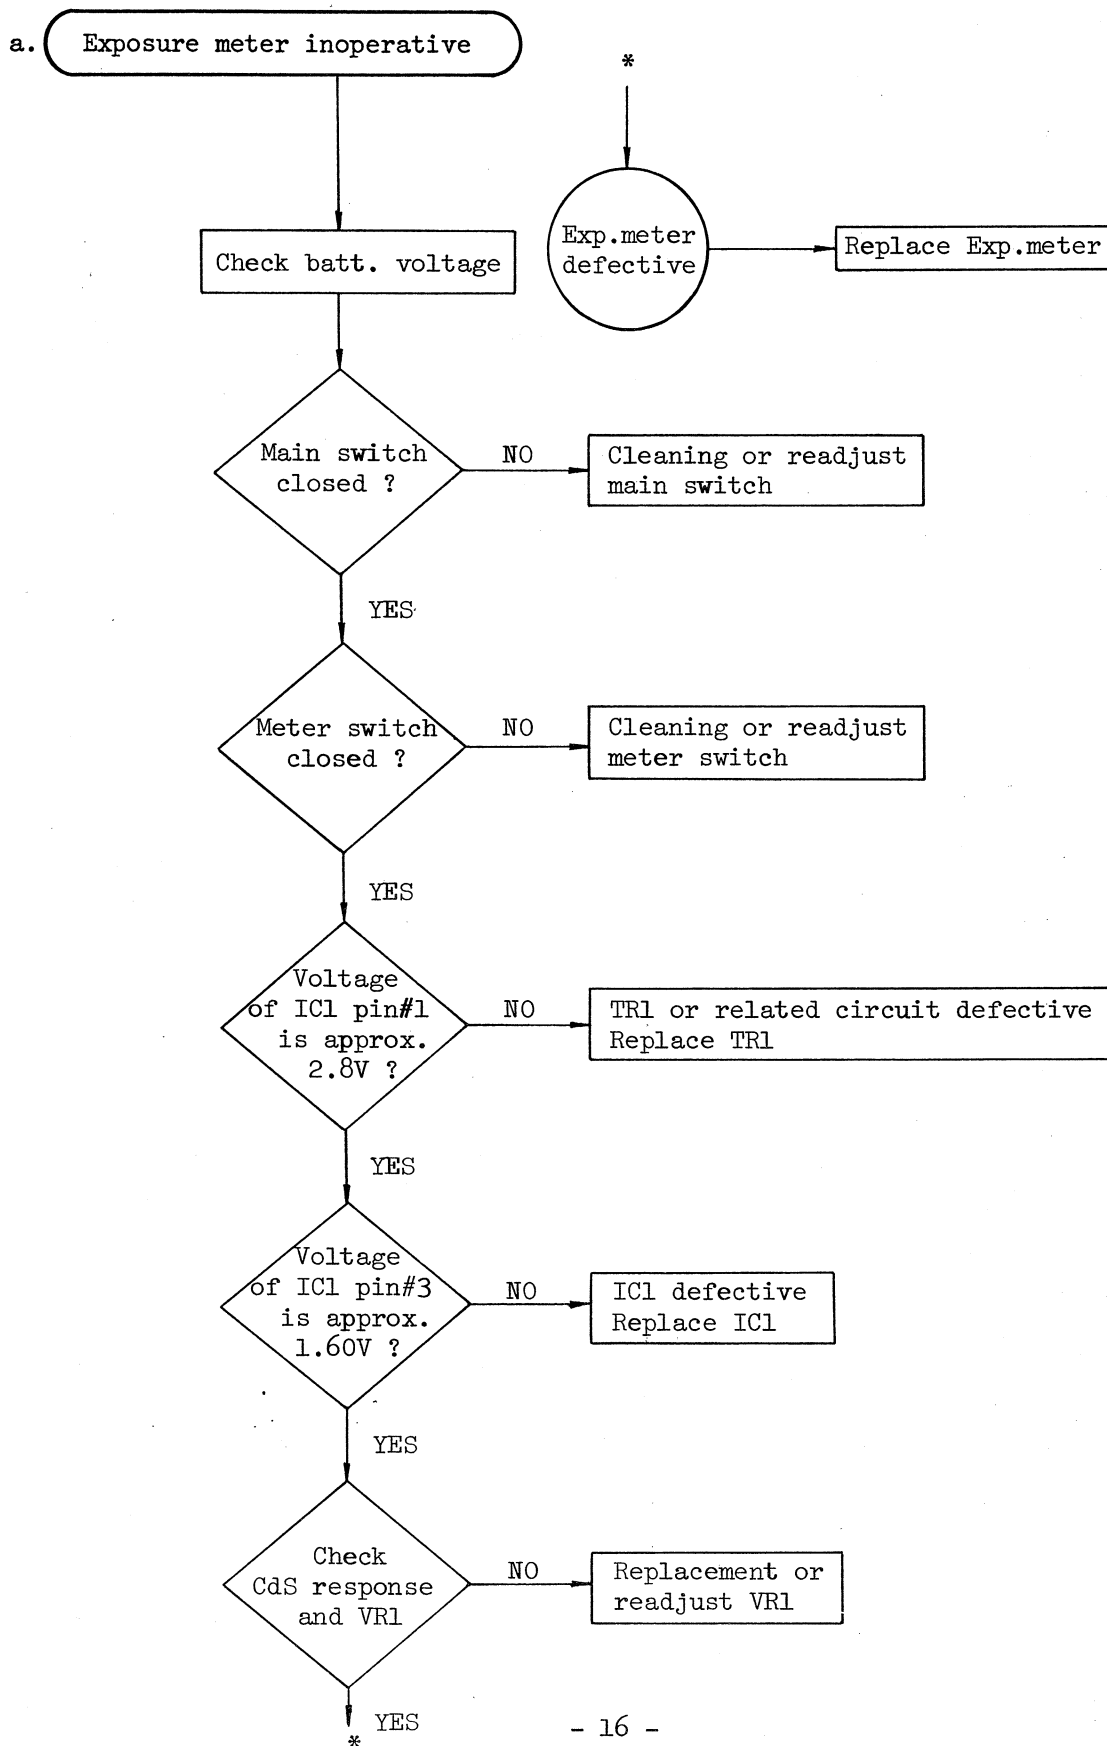 a. Exposure meter inoperative
*
Exp.meter
defective
Replace Exp.meter
Check batt. voltage
Main switch
closed ?
NO
Cleaning or readjust
main switch
YES
Meter switch
closed ?
NO
Cleaning or readjust
meter switch
YES
Voltage
of IC1 pin#1
is approx.
2.8V ?
NO
TR1 or related circuit defective
Replace TR1
YES
Voltage
of IC1 pin#3
is approx.
1.60V ?
NO
IC1 defective
Replace IC1
YES
Check
CdS response
and VR1
NO
Replacement or
readjust VR1
YES
*
- 16 -